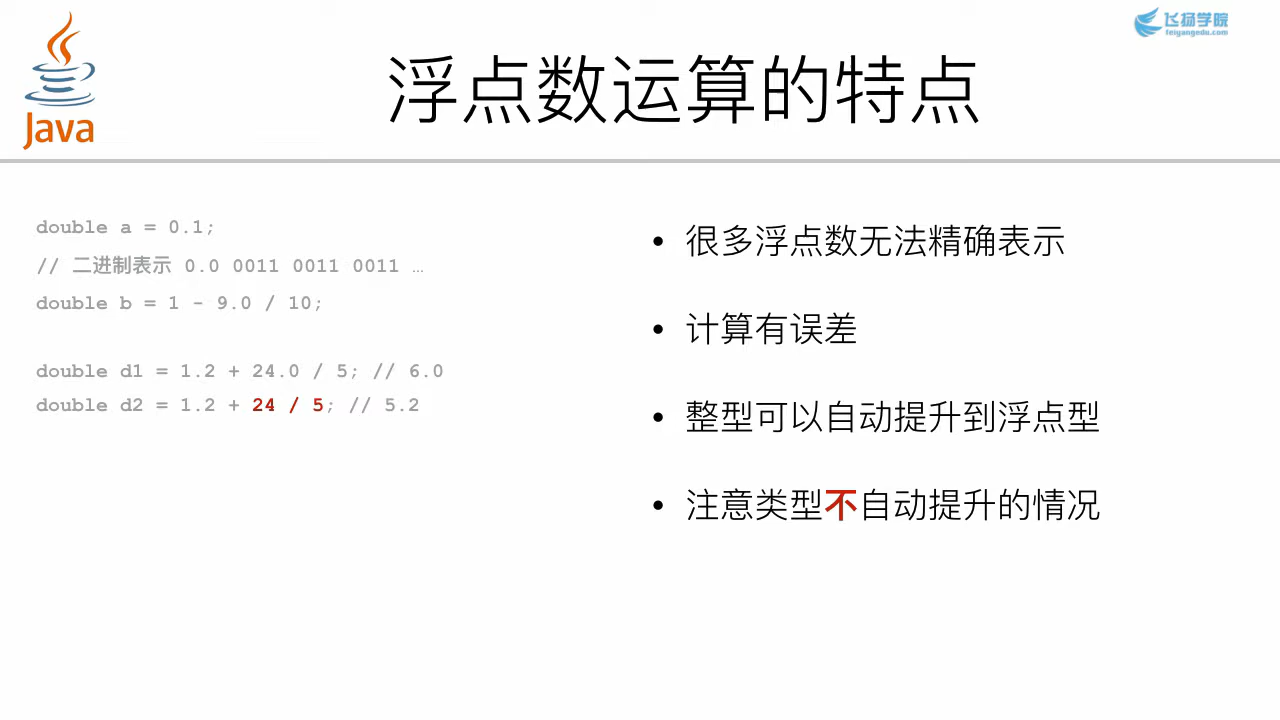 飞扬学院
feiyangedu.com
Java
浮点数运算的特点
double a = 0.1;
// 二进制表示 0.0 0011 0011 0011 …
double b = 1 - 9.0 / 10;
double d1 = 1.2 + 24.0 / 5; // 6.0
double d2 = 1.2 + 24 / 5; // 5.2
• 很多浮点数无法精确表示
• 计算有误差
• 整型可以自动提升到浮点型
• 注意类型不自动提升的情况